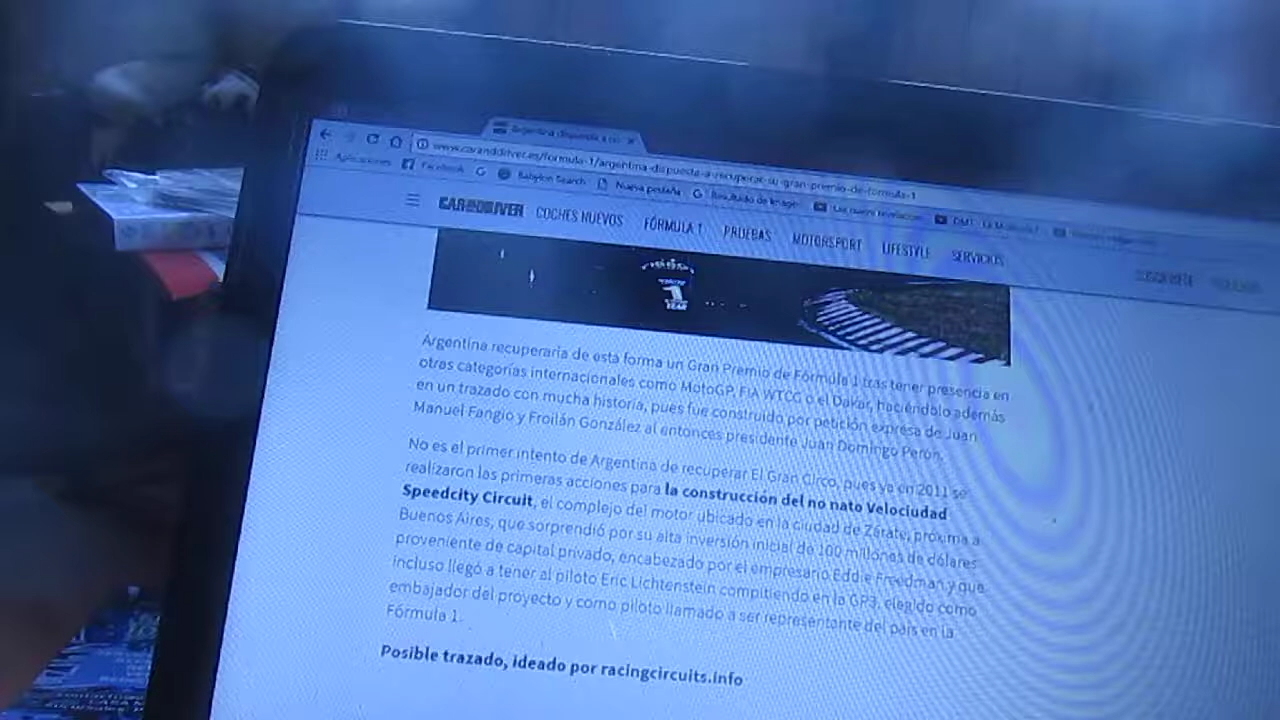 Argentina dispuesta a re
www.caranddriver.es/formula-1/argentina-dispuesta-a-recuperar-su-gran-premio-de-formula-1
Aplicaciones Facebook G Babylon Search Nueva pestaña Resultado de imagen
CAR AND DRIVER COCHES NUEVOS FÓRMULA 1 PRUEBAS MOTORSPORT LIFESTYLE SERVICIOS
1
YEAR
Argentina recuperaría de esta forma un Gran Premio de Fórmula 1 tras tener presencia en
otras categorías internacionales como MotoGP, FIA WTCC o el Dakar, haciéndolo además
en un trazado con mucha historia, pues fue construido por petición expresa de Juan
Manuel Fangio y Froilán González al entonces presidente Juan Domingo Perón.
No es el primer intento de Argentina de recuperar El Gran Circo, pues ya en 2011 se
realizaron las primeras acciones para la construcción del no nato Velociudad
Speedcity Circuit, el complejo del motor ubicado en la ciudad de Zárate, próxima a
Buenos Aires, que sorprendió por su alta inversión inicial de 100 millones de dólares
proveniente de capital privado, encabezado por el empresario Eddie Freedman y que
incluso llegó a tener al piloto Eric Lichtenstein compitiendo en la GP3, elegido como
embajador del proyecto y como piloto llamado a ser representante del país en la
Fórmula 1.
Posible trazado, ideado por racingcircuits.info